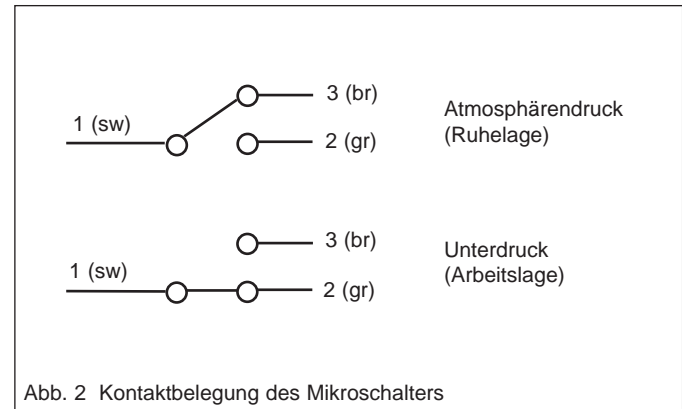 3 (br)
1 (sw)
2 (gr)
Atmosphärendruck
(Ruhelage)
3 (br)
1 (sw)
2 (gr)
Unterdruck
(Arbeitslage)
Abb. 2 Kontaktbelegung des Mikroschalters